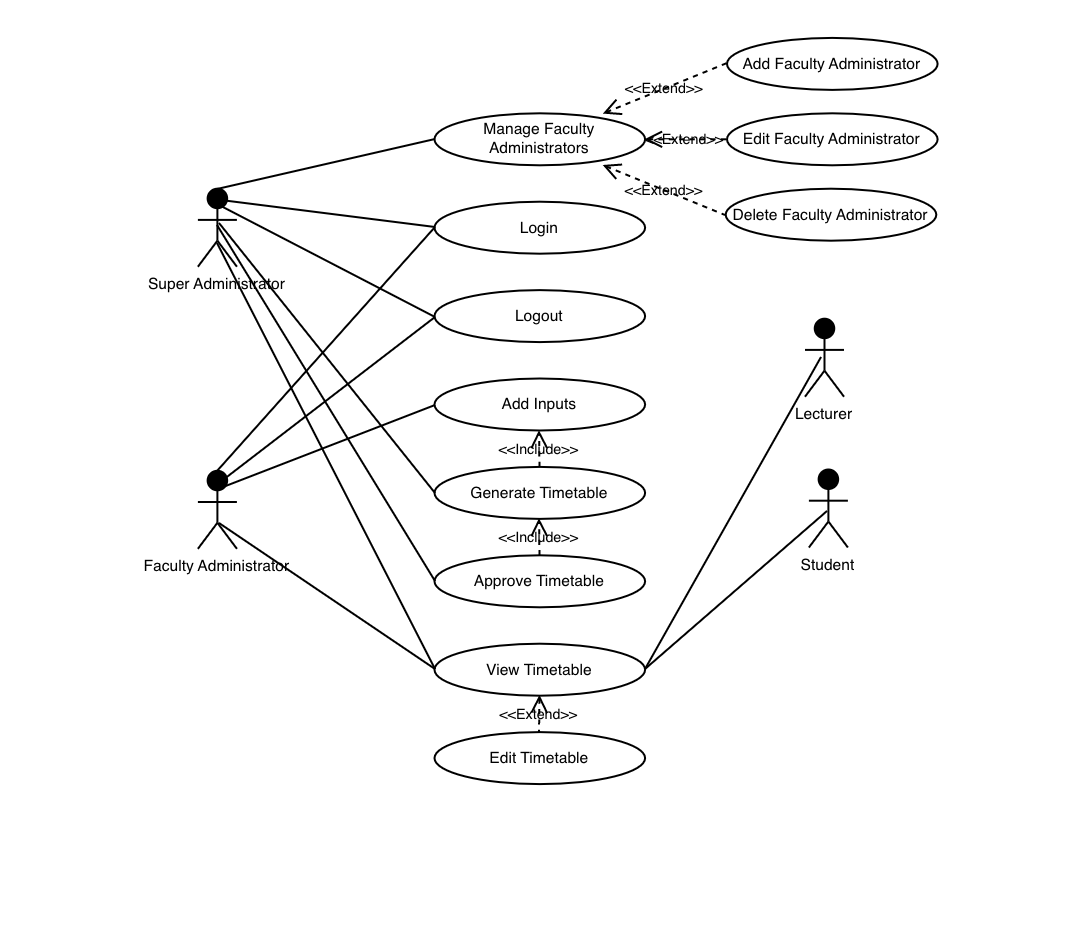 Add Faculty Administrator
<<Extend>>
Manage Faculty
Administrators
<<Extend>>
Edit Faculty Administrator
<<Extend>>
Delete Faculty Administrator
Login
Super Administrator
Logout
Add Inputs
Lecturer
<<Include>>
Generate Timetable
<<Include>>
Faculty Administrator
Student
Approve Timetable
View Timetable
<<Extend>>
Edit Timetable